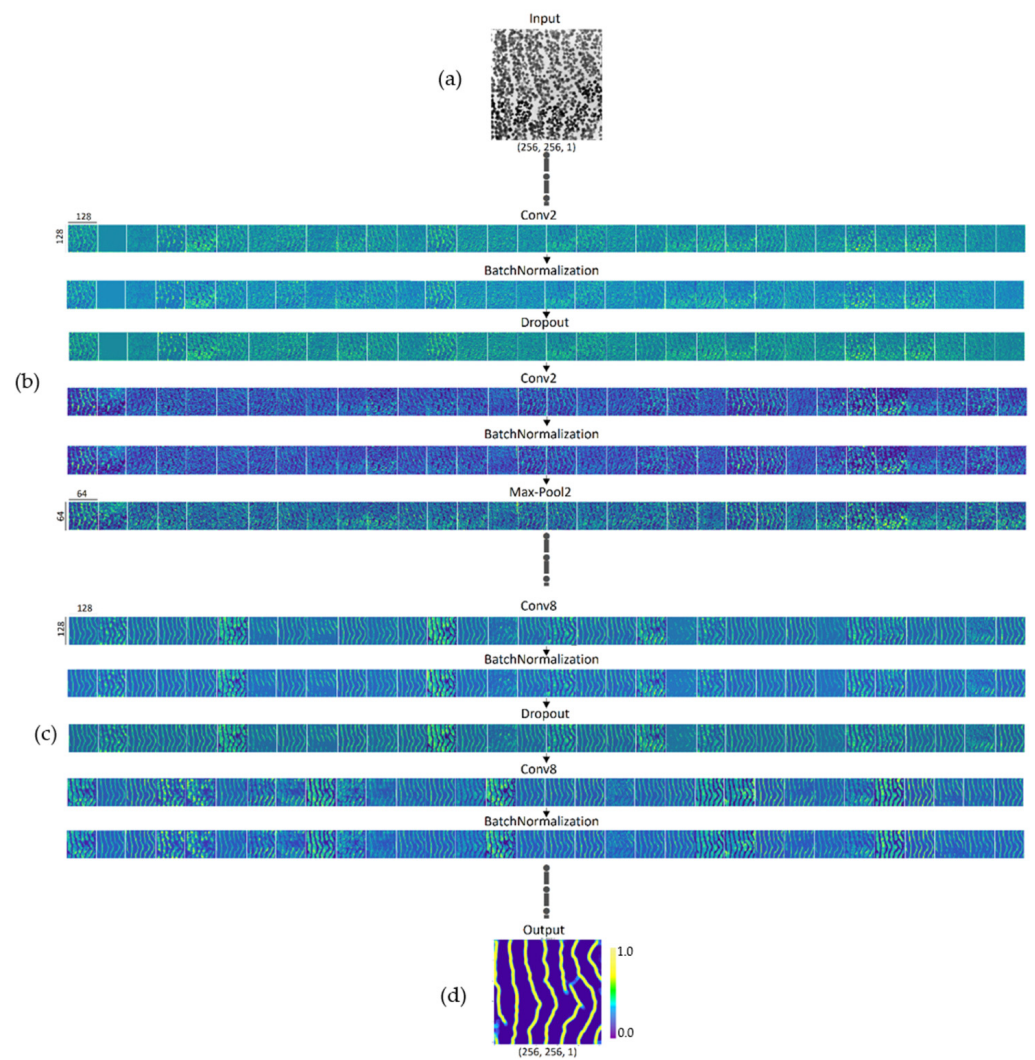 Input
(a)
(256, 256, 1)
Conv2
128
128
BatchNormalization
Dropout
(b)
Conv2
BatchNormalization
Max-Pool2
64
64
Conv8
128
128
BatchNormalization
(c)
Dropout
Conv8
BatchNormalization
Output
1.0
(d)
0.0
(256, 256, 1)